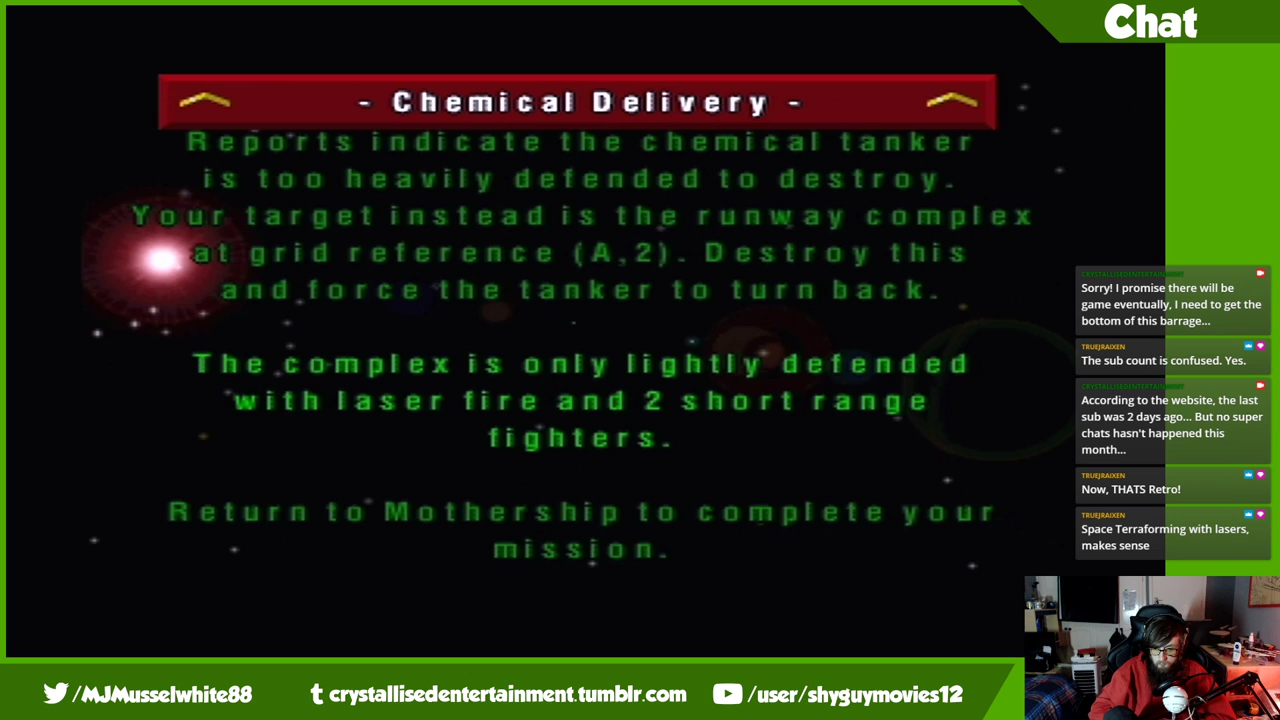 Chat
- Chemical Delivery -
Reports indicate the chemical tanker
is too heavily defended to destroy.
Your target instead is the runway complex
at grid reference (A,2). Destroy this
and force the tanker to turn back.
The complex is only lightly defended
with laser fire and 2 short range
fighters.
Return to Mothership to complete your
mission.
CRYSTALLISEDENTERTAINMENT
Sorry! I promise there will be
game eventually, I need to get the
bottom of this barrage...
TRUEJRAIXEN
The sub count is confused. Yes.
CRYSTALLISEDENTERTAINMENT
According to the website, the last
sub was 2 days ago... But no super
chats hasn't happened this
month...
TRUEJRAIXEN
Now, THATS Retro!
TRUEJRAIXEN
Space Terraforming with lasers,
makes sense
/MJMusselwhite88
crystallisedentertainment.tumblr.com
/user/shyguymovies12